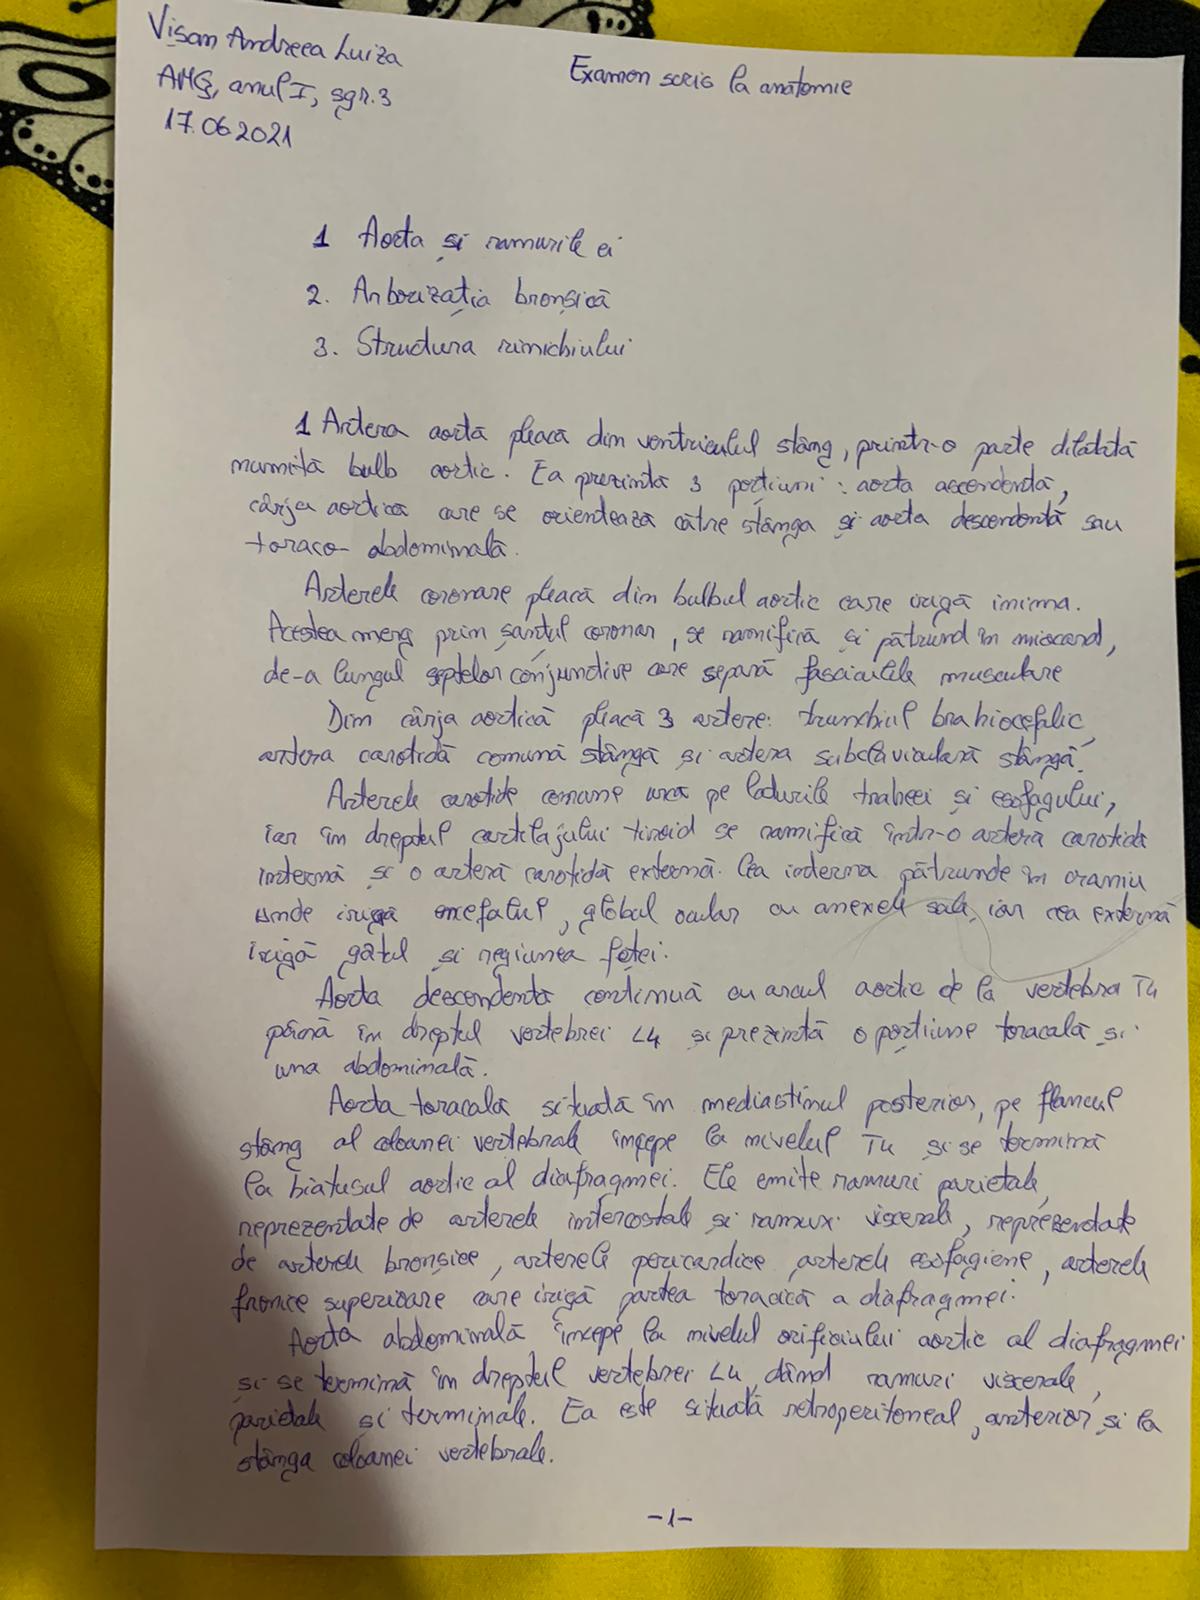 Vișan Andreea Luiza
AMG, anul I, sgr.3
17.06.2021
Examen scris la anatomie
1 Aorta și ramurile ei
2. Arborizația bronșică
3. Structura rinichiului
1 Artera aortă pleacă din ventriculul stâng, printr-o parte dilatată
numită bulb aortic. Ea prezintă 3 porțiuni: aorta ascendentă,
cârja aortică care se orientează către stânga și aorta descendentă sau
toraco-abdominală.
Arterele coronare pleacă din bulbul aortic care irigă inima.
Acestea merg prin șanțul coronar, se ramifică și pătrund în miocard,
de-a lungul septelor conjunctive care separă fasciculele musculare
Din cârja aortică pleacă 3 artere: trunchiul brahiocefalic,
artera carotidă comună stângă și artera subclaviculară stângă.
Arterele carotide comune urcă pe laturile traheei și esofagului,
iar în dreptul cartilajului tiroid se ramifică într-o arteră carotidă
internă și o arteră carotidă externă. Cea internă pătrunde în craniu
unde irigă encefalul, globul ocular cu anexele sale, iar cea externă
irigă gâtul și regiunea feței.
Aorta descendentă continuă cu arcul aortic de la vertebra T4
până în dreptul vertebrei L4 și prezintă o porțiune toracală și
una abdominală.
Aorta toracală situată în mediastinul posterior, pe flancul
stâng al coloanei vertebrale începe la nivelul T4 și se termină
la hiatusul aortic al diafragmei. Ele emite ramuri parietale,
reprezentate de arterele intercostale și ramuri viscerale, reprezentate
de arterele bronșice, arterele pericardice, arterele esofagiene, arterele
frenice superioare care irigă partea toracică a diafragmei.
Aorta abdominală începe la nivelul orificiului aortic al diafragmei
și se termină în dreptul vertebrei L4, dând ramuri viscerale,
parietale și terminale. Ea este situată retroperitoneal, anterior și la
stânga coloanei vertebrale.
-1-